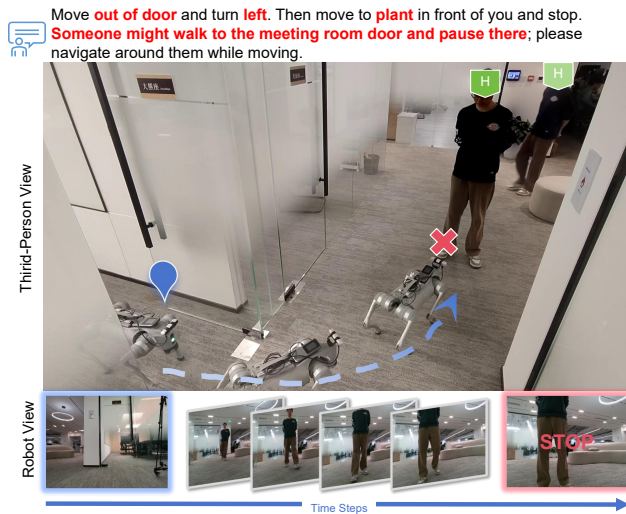 Move out of door and turn left. Then move to plant in front of you and stop.
Someone might walk to the meeting room door and pause there; please
navigate around them while moving.
H
H
Thirid-Person View
Robot View
STOP
Time Steps